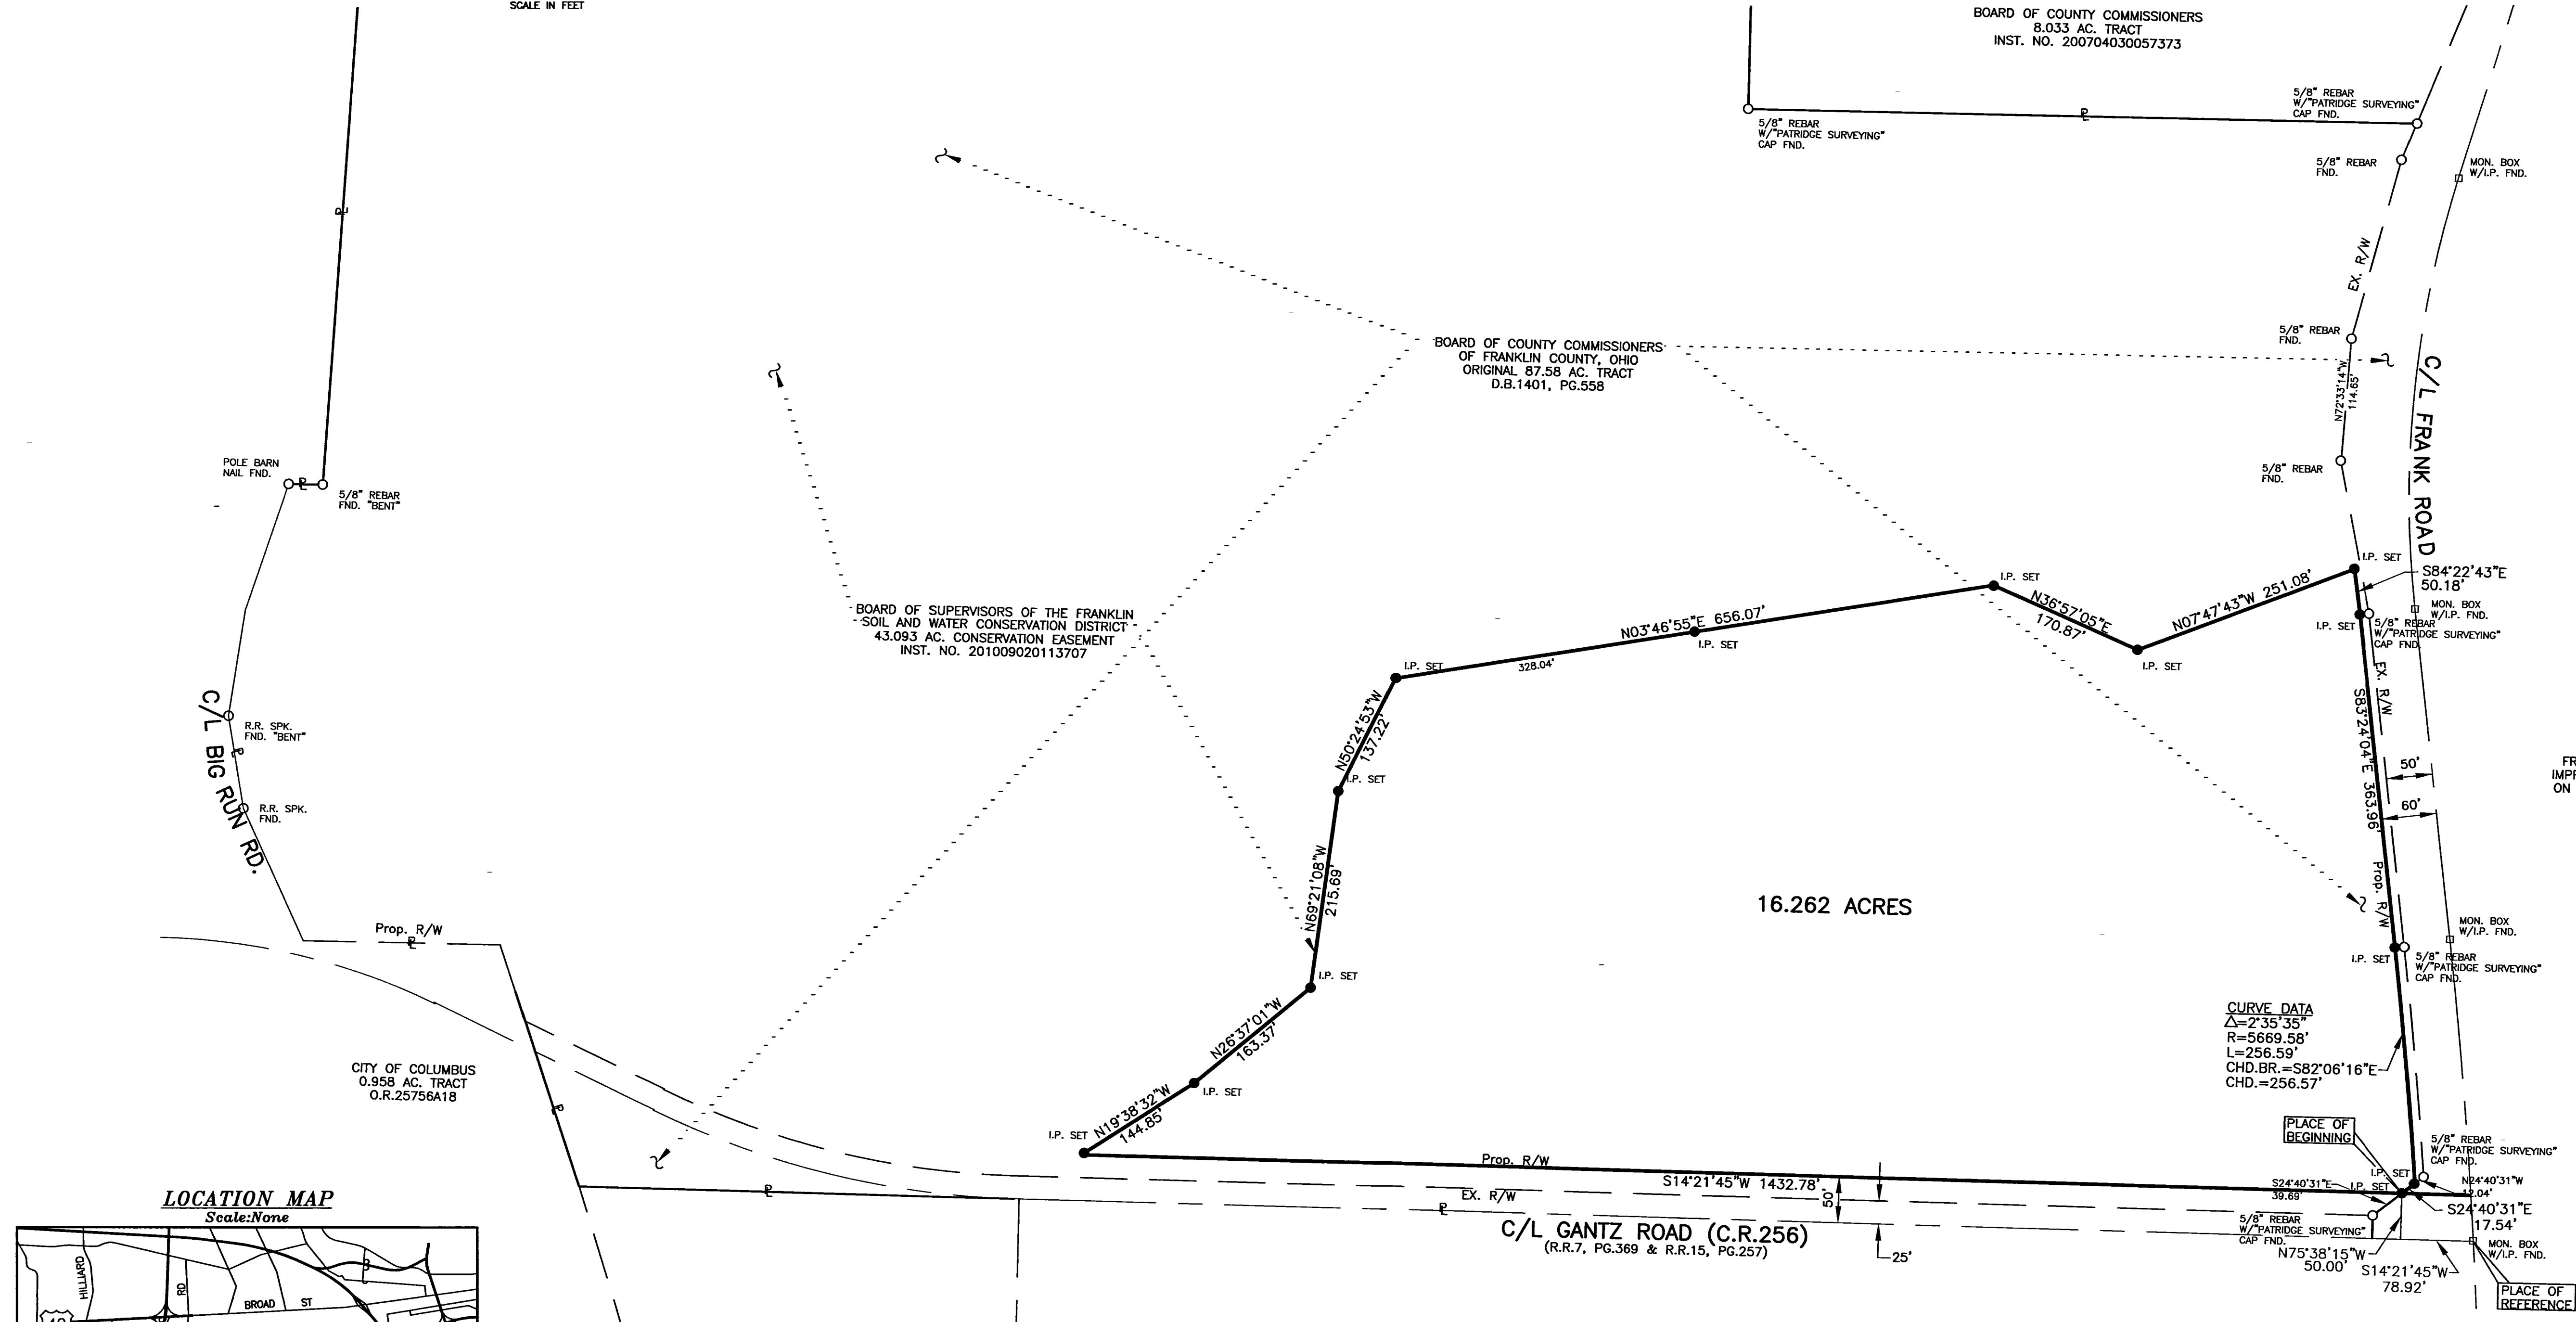 SCALE IN FEET
BOARD OF COUNTY COMMISSIONERS
8.033 AC. TRACT
INST. NO. 200704030057373
5/8" REBAR
W/"PATRIDGE SURVEYING"
CAP FND.
5/8" REBAR
W/"PATRIDGE SURVEYING"
CAP FND.
5/8" REBAR
FND.
MON. BOX
W/I.P. FND.
EX. R/W
5/8" REBAR
FND.
N72°33'14"W
114.65'
5/8" REBAR
FND.
C/L FRANK ROAD
BOARD OF COUNTY COMMISSIONERS
OF FRANKLIN COUNTY, OHIO
ORIGINAL 87.58 AC. TRACT
D.B.1401, PG.558
POLE BARN
NAIL FND.
5/8" REBAR
FND. "BENT"
BOARD OF SUPERVISORS OF THE FRANKLIN
SOIL AND WATER CONSERVATION DISTRICT
43.093 AC. CONSERVATION EASEMENT
INST. NO. 201009020113707
I.P. SET
S84°22'43"E
50.18'
MON. BOX
W/I.P. FND.
I.P. SET
5/8" REBAR
W/"PATRIDGE SURVEYING"
CAP FND.
I.P. SET
N36°57'05"E
170.87'
N07°47'43"W 251.08'
I.P. SET
N03°46'55"E 656.07'
I.P. SET
328.04'
I.P. SET
N50°24'53"W
137.22'
I.P. SET
N69°21'08"W
215.69'
I.P. SET
N26°37'01"W
163.37'
I.P. SET
N19°38'32"W
144.85'
I.P. SET
EX. R/W
S83°24'04"E 363.96'
Prop. R/W
50'
60'
FR
IMPR
ON
C/L BIG RUN RD.
R.R. SPK.
FND. "BENT"
R.R. SPK.
FND.
Prop. R/W
16.262 ACRES
MON. BOX
W/I.P. FND.
I.P. SET
5/8" REBAR
W/"PATRIDGE SURVEYING"
CAP FND.
CURVE DATA
△=2°35'35"
R=5669.58'
L=256.59'
CHD.BR.=S82°06'16"E
CHD.=256.57'
CITY OF COLUMBUS
0.958 AC. TRACT
O.R.25756A18
PLACE OF
BEGINNING
5/8" REBAR
W/"PATRIDGE SURVEYING"
CAP FND.
I.P. SET
N24°40'31"W
12.04'
S24°40'31"E
39.69'
I.P. SET
S24°40'31"E
17.54'
Prop. R/W
S14°21'45"W 1432.78'
EX. R/W
50'
25'
C/L GANTZ ROAD (C.R.256)
(R.R.7, PG.369 & R.R.15, PG.257)
5/8" REBAR
W/"PATRIDGE SURVEYING"
CAP FND.
N75°38'15"W
50.00'
S14°21'45"W
78.92'
MON. BOX
W/I.P. FND.
PLACE OF
REFERENCE
LOCATION MAP
Scale:None
HILLIARD
RD
BROAD ST
40